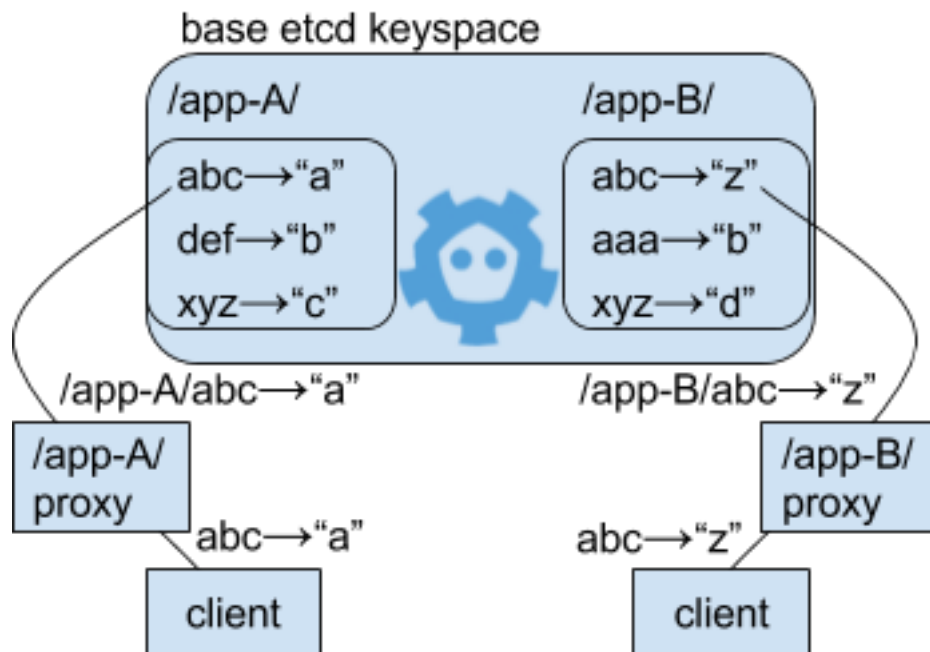 base etcd keyspace
/app-A/
abc→“a”
def→“b”
xyz→“c”
/app-B/
abc→“z”
aaa→“b”
xyz→“d”
/app-A/abc→“a”
/app-B/abc→“z”
/app-A/
proxy
/app-B/
proxy
abc→“a”
abc→“z”
client
client